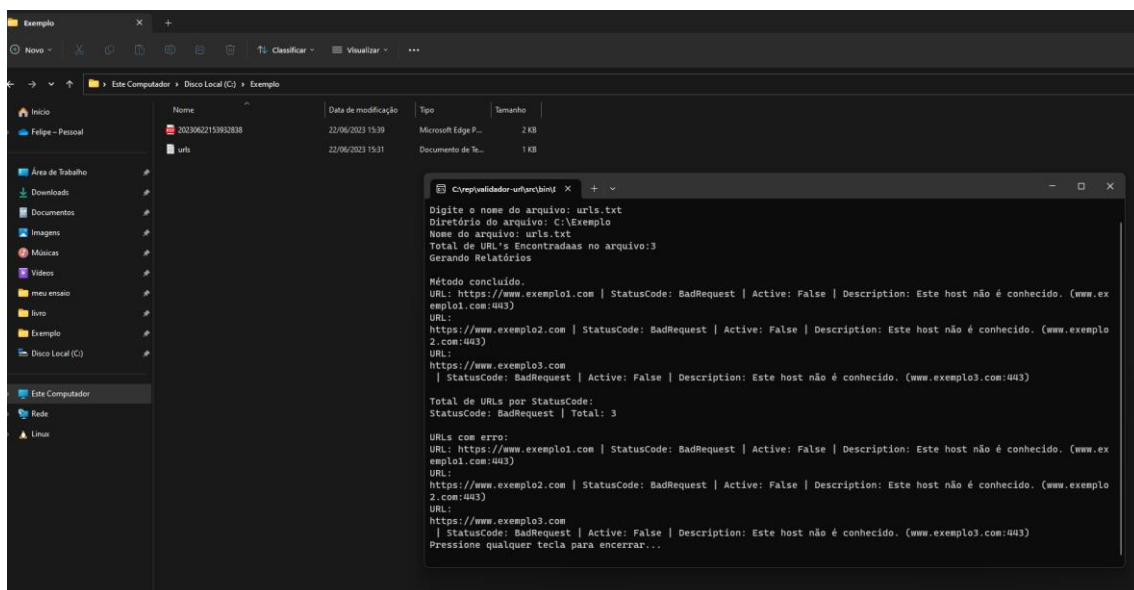 Exemplo
Novo
Classificar
Visualizar
Este Computador > Disco Local (C:) > Exemplo
Início
Felipe – Pessoal
Área de Trabalho
Downloads
Documentos
Imagens
Músicas
Vídeos
meu ensaio
livro
Exemplo
Disco Local (C:)
Este Computador
Rede
Linux
Nome Data de modificação Tipo Tamanho
20230622153932838 22/06/2023 15:39 Microsoft Edge P... 2 KB
urls 22/06/2023 15:31 Documento de Te... 1 KB
C:\rep\validador-url\src\bin\
Digite o nome do arquivo: urls.txt
Diretório do arquivo: C:\Exemplo
Nome do arquivo: urls.txt
Total de URL's Encontradaas no arquivo:3
Gerando Relatórios
Método concluído.
URL: https://www.exemplo1.com | StatusCode: BadRequest | Active: False | Description: Este host não é conhecido. (www.ex
emplo1.com:443)
URL:
https://www.exemplo2.com | StatusCode: BadRequest | Active: False | Description: Este host não é conhecido. (www.exemplo
2.com:443)
URL:
https://www.exemplo3.com
| StatusCode: BadRequest | Active: False | Description: Este host não é conhecido. (www.exemplo3.com:443)
Total de URLs por StatusCode:
StatusCode: BadRequest | Total: 3
URLs com erro:
URL: https://www.exemplo1.com | StatusCode: BadRequest | Active: False | Description: Este host não é conhecido. (www.ex
emplo1.com:443)
URL:
https://www.exemplo2.com | StatusCode: BadRequest | Active: False | Description: Este host não é conhecido. (www.exemplo
2.com:443)
URL:
https://www.exemplo3.com
| StatusCode: BadRequest | Active: False | Description: Este host não é conhecido. (www.exemplo3.com:443)
Pressione qualquer tecla para encerrar...